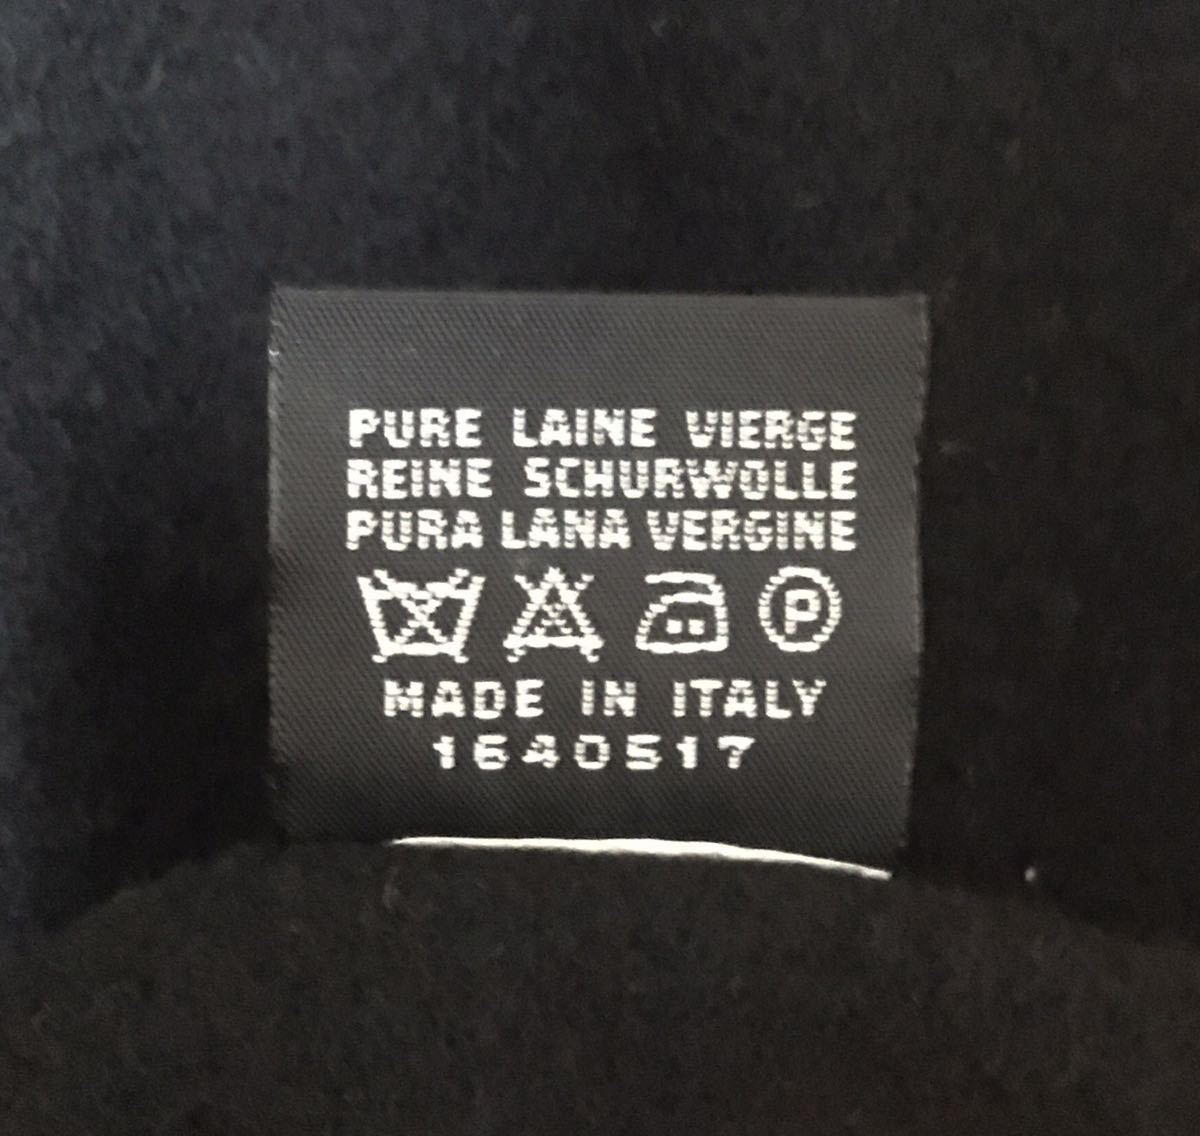 PURE LAINE VIERGE
REINE SCHURWOLLE
PURA LANA VERGINE
P
MADE IN ITALY
1640517